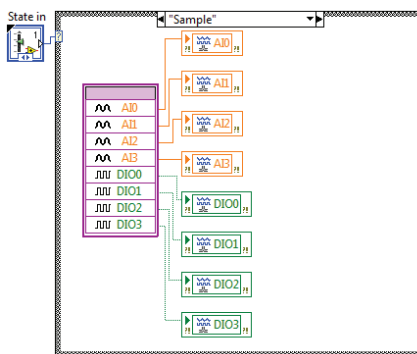 State in
"Sample"
1
?
AI0
AI1
AI2
AI3
DIO0
DIO1
DIO2
DIO3
?! AI0 ?!
?! AI1 ?!
?! AI2 ?!
?! AI3 ?!
?! DIO0 ?!
?! DIO1 ?!
?! DIO2 ?!
?! DIO3 ?!